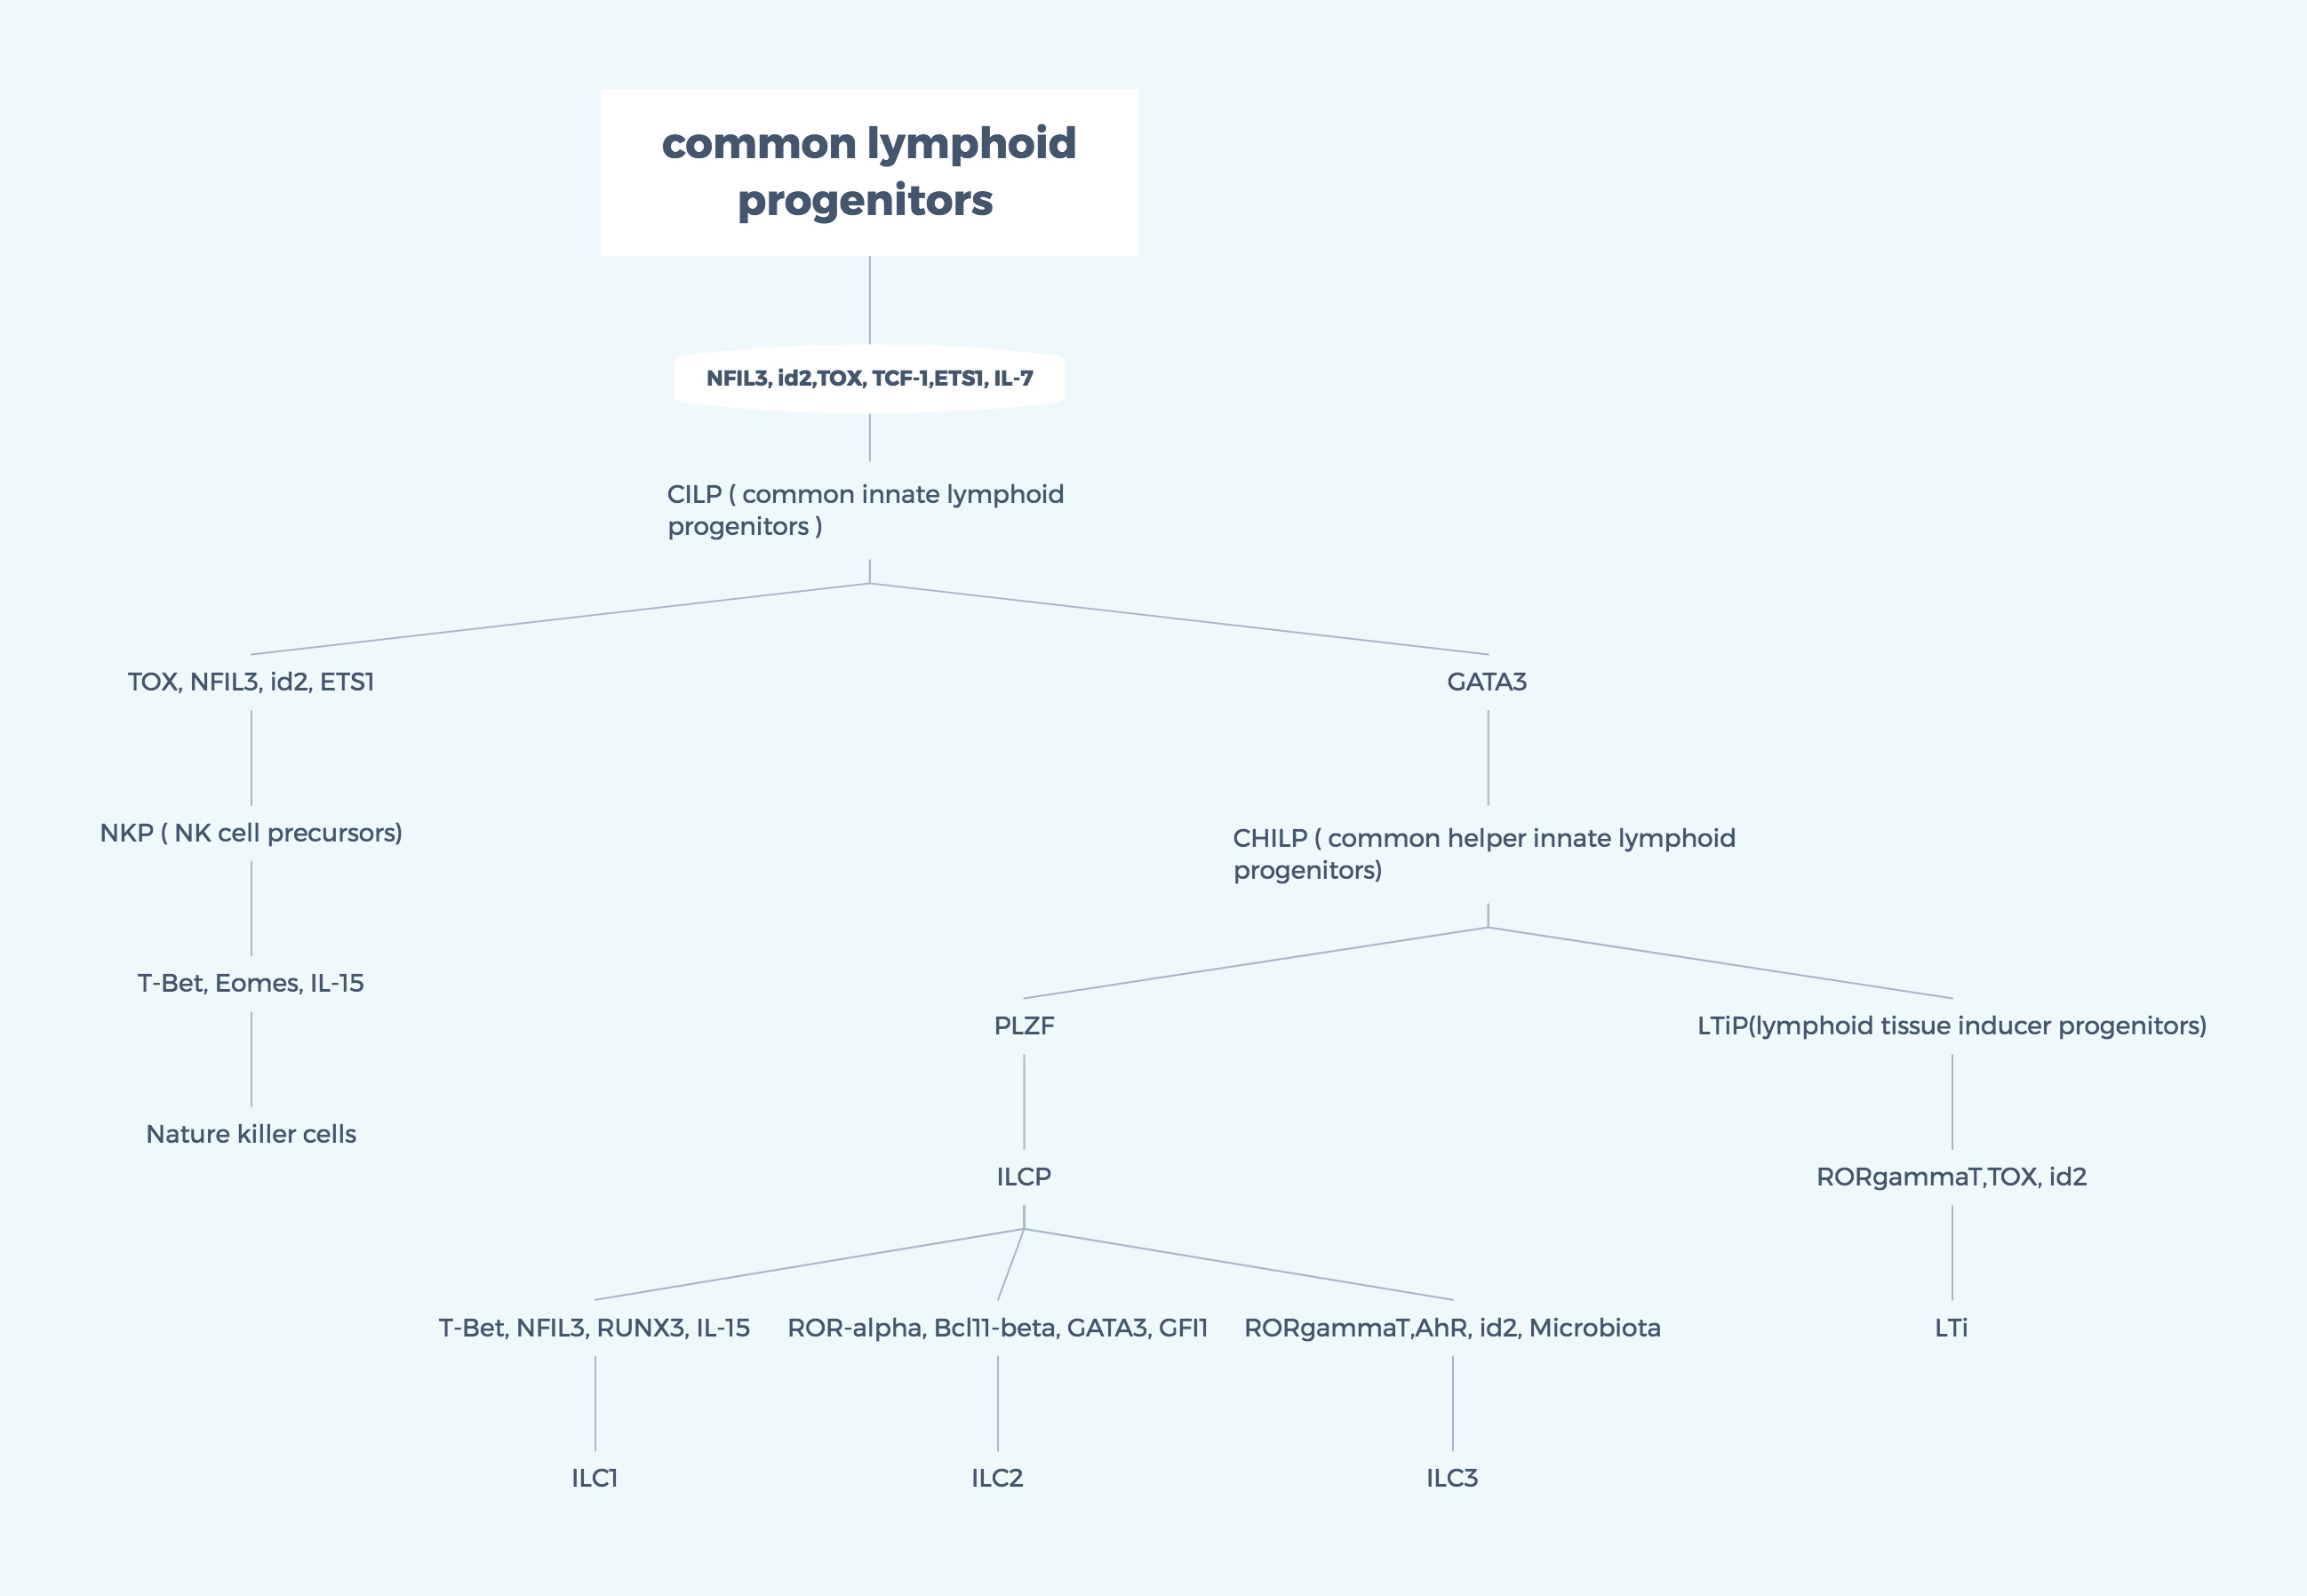 common lymphoid
progenitors
NFIL3, id2,TOX, TCF-1,ETS1, IL-7
CILP ( common innate lymphoid
progenitors )
TOX, NFIL3, id2, ETS1
GATA3
NKP ( NK cell precursors)
CHILP ( common helper innate lymphoid
progenitors)
T-Bet, Eomes, IL-15
PLZF
LTiP(lymphoid tissue inducer progenitors)
Nature killer cells
ILCP
RORgammaT,TOX, id2
T-Bet, NFIL3, RUNX3, IL-15
ROR-alpha, Bcl11-beta, GATA3, GFI1
RORgammaT,AhR, id2, Microbiota
LTi
ILC1
ILC2
ILC3